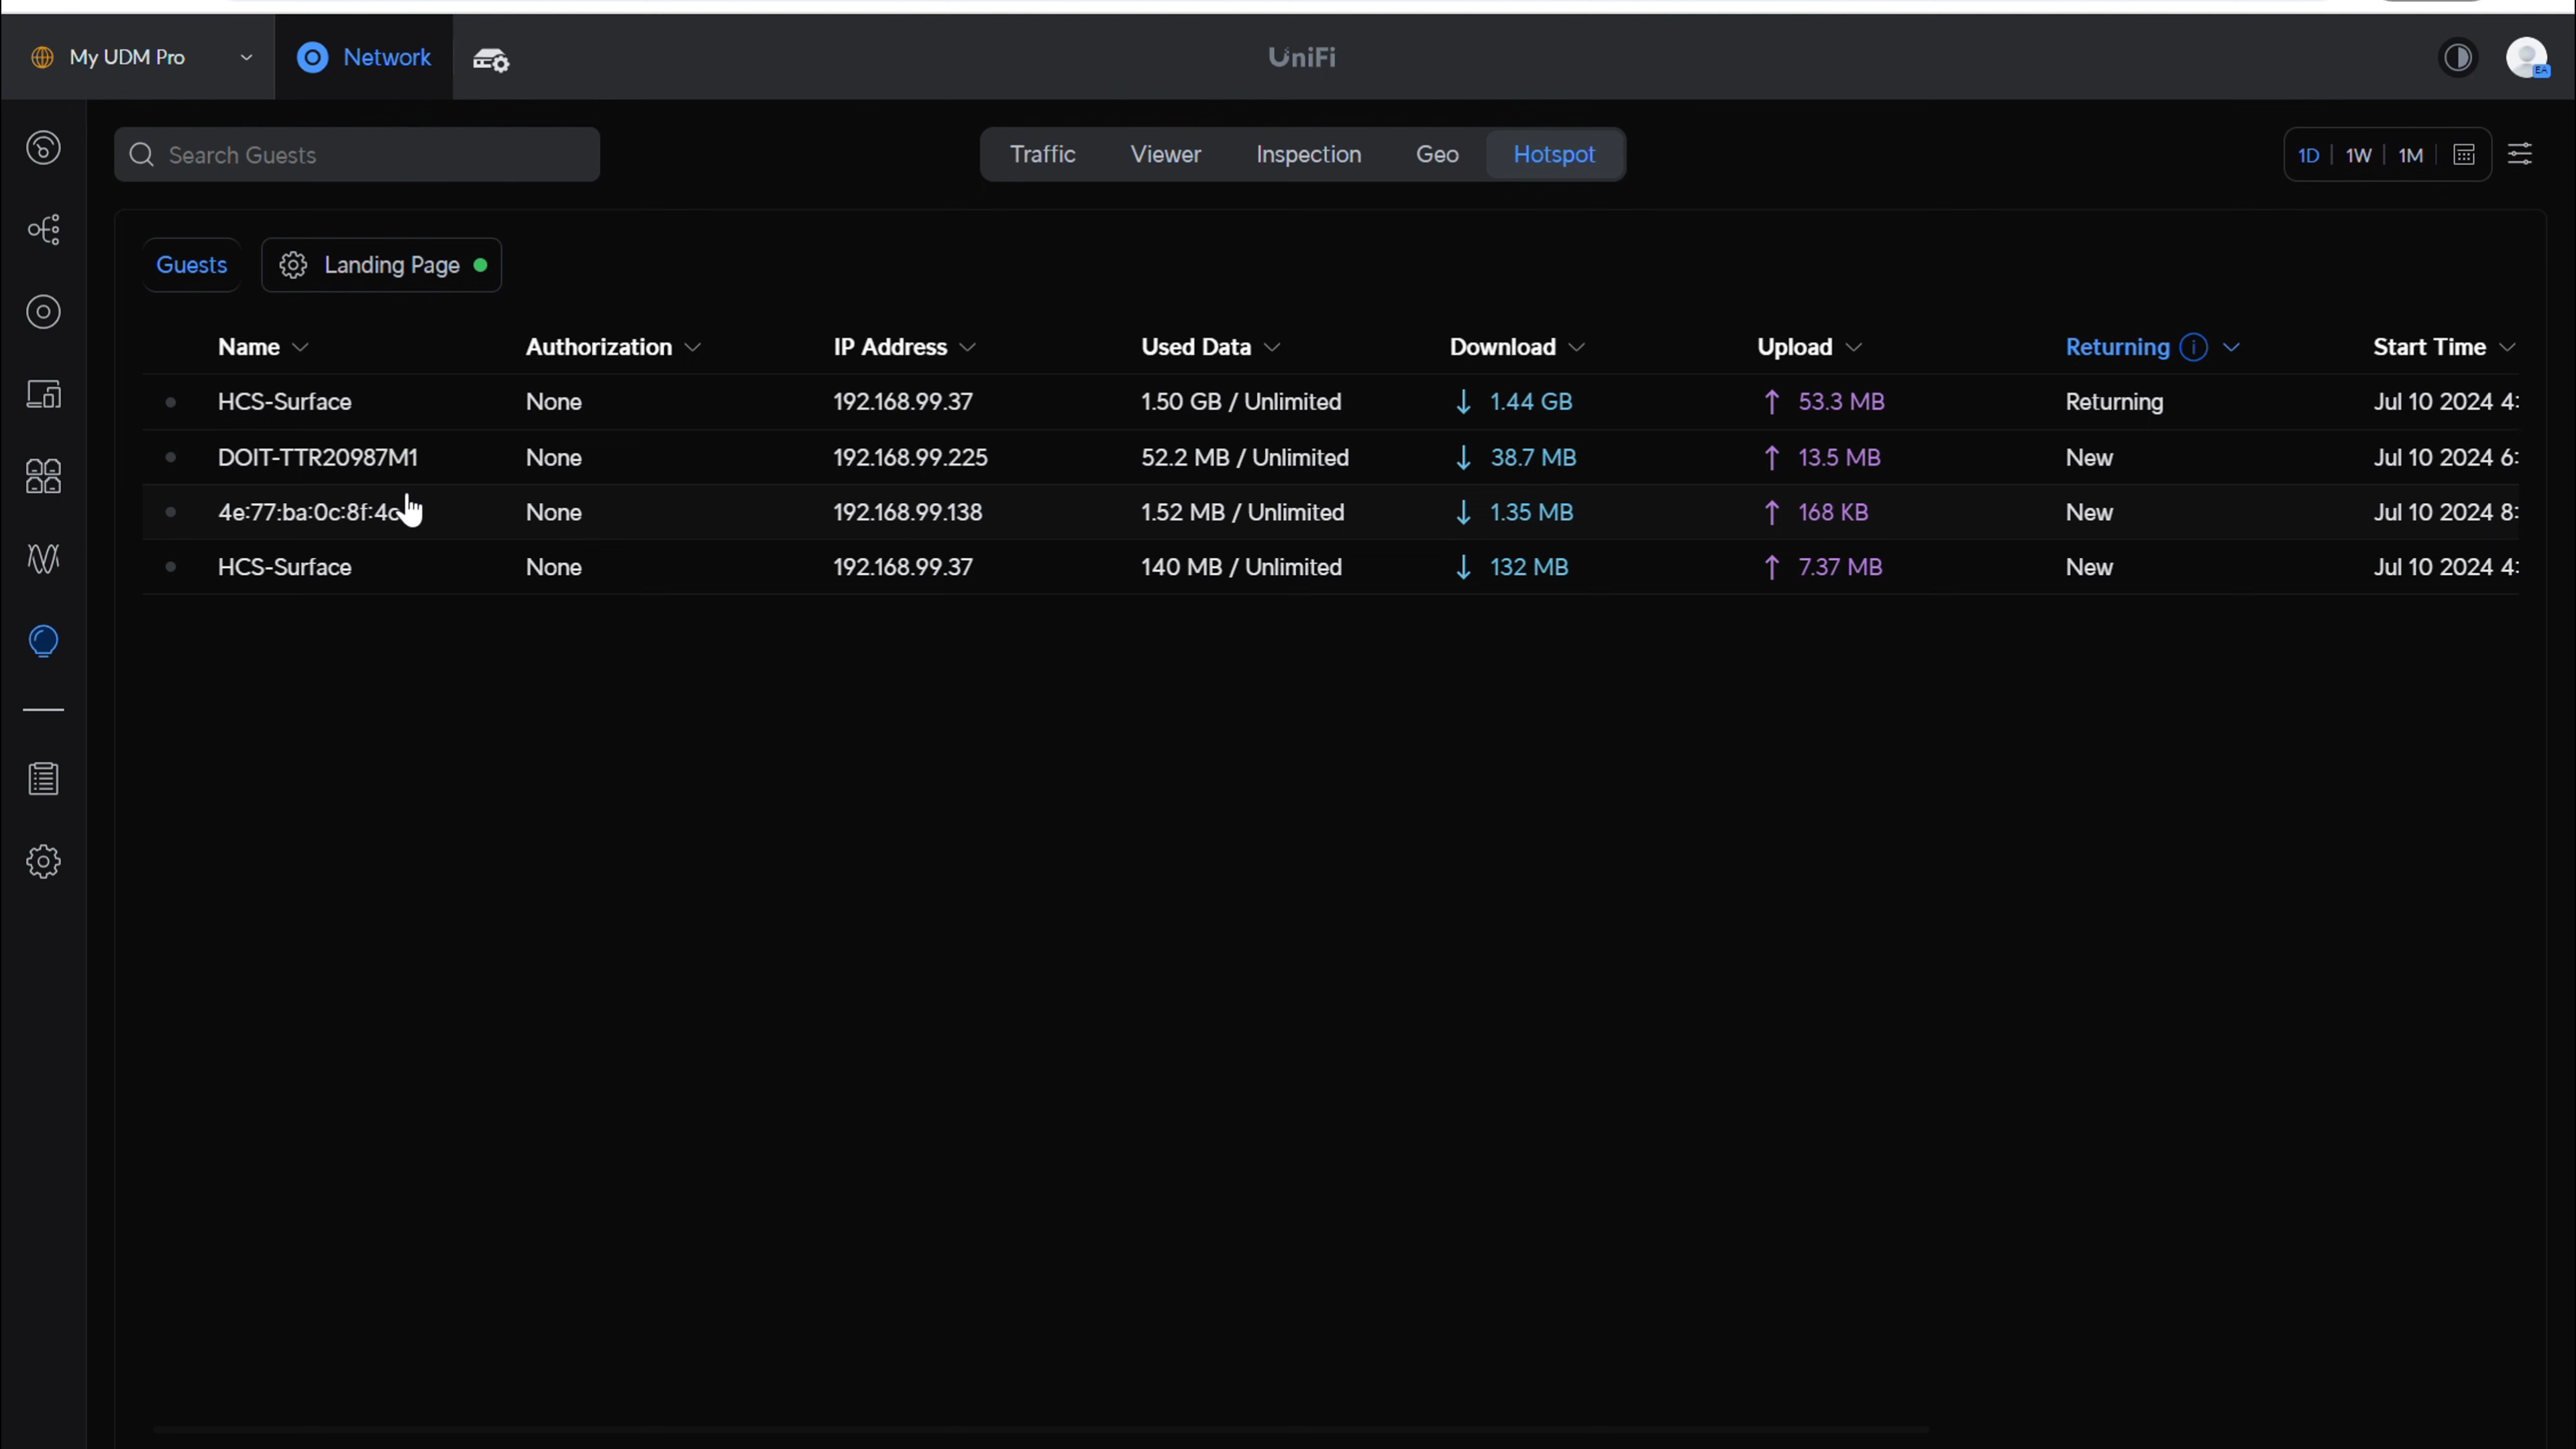 My UDM Pro Network UniFi EA
Search Guests Traffic Viewer Inspection Geo Hotspot 1D 1W 1M
Guests Landing Page
Name Authorization IP Address Used Data Download Upload Returning Start Time
HCS-Surface None 192.168.99.37 1.50 GB / Unlimited ↓ 1.44 GB ↑ 53.3 MB Returning Jul 10 2024 4:
DOIT-TTR20987M1 None 192.168.99.225 52.2 MB / Unlimited ↓ 38.7 MB ↑ 13.5 MB New Jul 10 2024 6:
4e:77:ba:0c:8f:4c None 192.168.99.138 1.52 MB / Unlimited ↓ 1.35 MB ↑ 168 KB New Jul 10 2024 8:
HCS-Surface None 192.168.99.37 140 MB / Unlimited ↓ 132 MB ↑ 7.37 MB New Jul 10 2024 4: